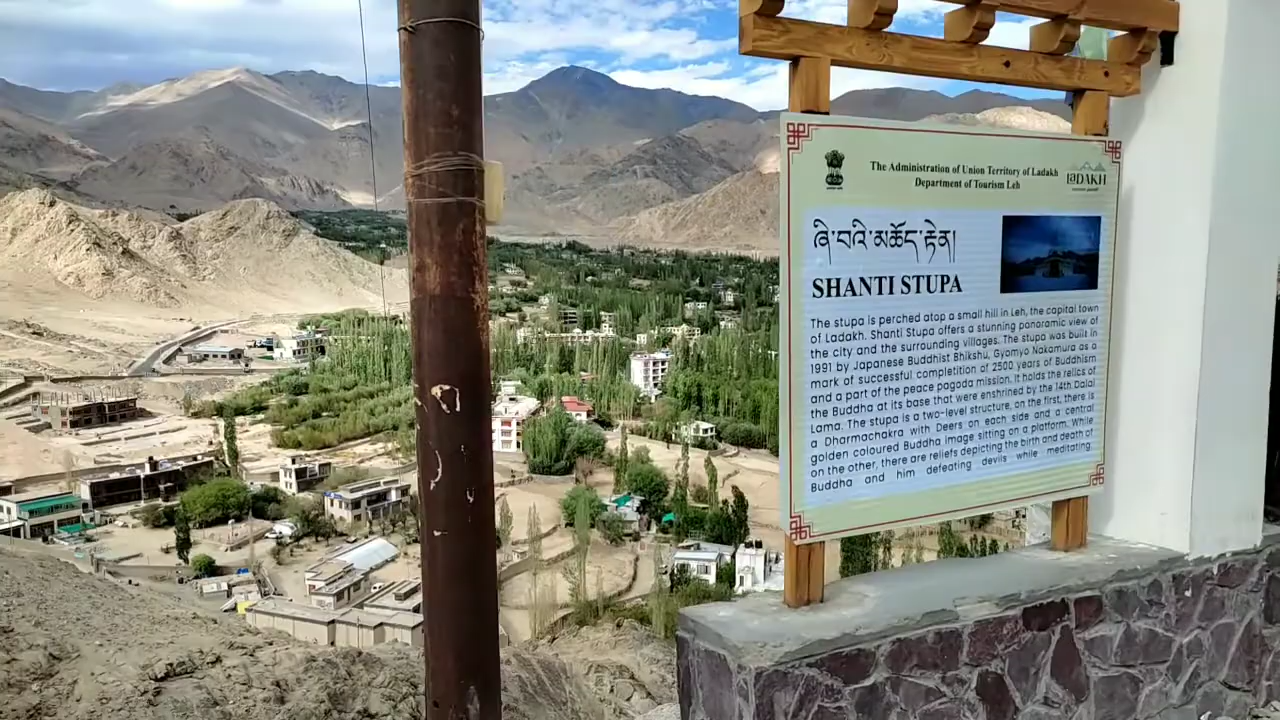 The Administration of Union Territory of Ladakh
Department of Tourism Leh
LaDAKH
ཞི་བའི་མཆོད་རྟེན།
SHANTI STUPA
The stupa is perched atop a small hill in Leh, the capital town
of Ladakh. Shanti Stupa offers a stunning panoramic view of
the city and the surrounding villages. The stupa was built in
1991 by Japanese Buddhist Bhikshu, Gyomyo Nakamura as a
mark of successful completition of 2500 years of Buddhism
and a part of the peace pagoda mission. It holds the relics of
the Buddha at its base that were enshrined by the 14th Dalai
Lama. The stupa is a two-level structure, on the first, there is
a Dharmachakra with Deers on each side and a central
golden coloured Buddha image sitting on a platform. While
on the other, there are reliefs depicting the birth and death of
Buddha and him defeating devils while meditating.